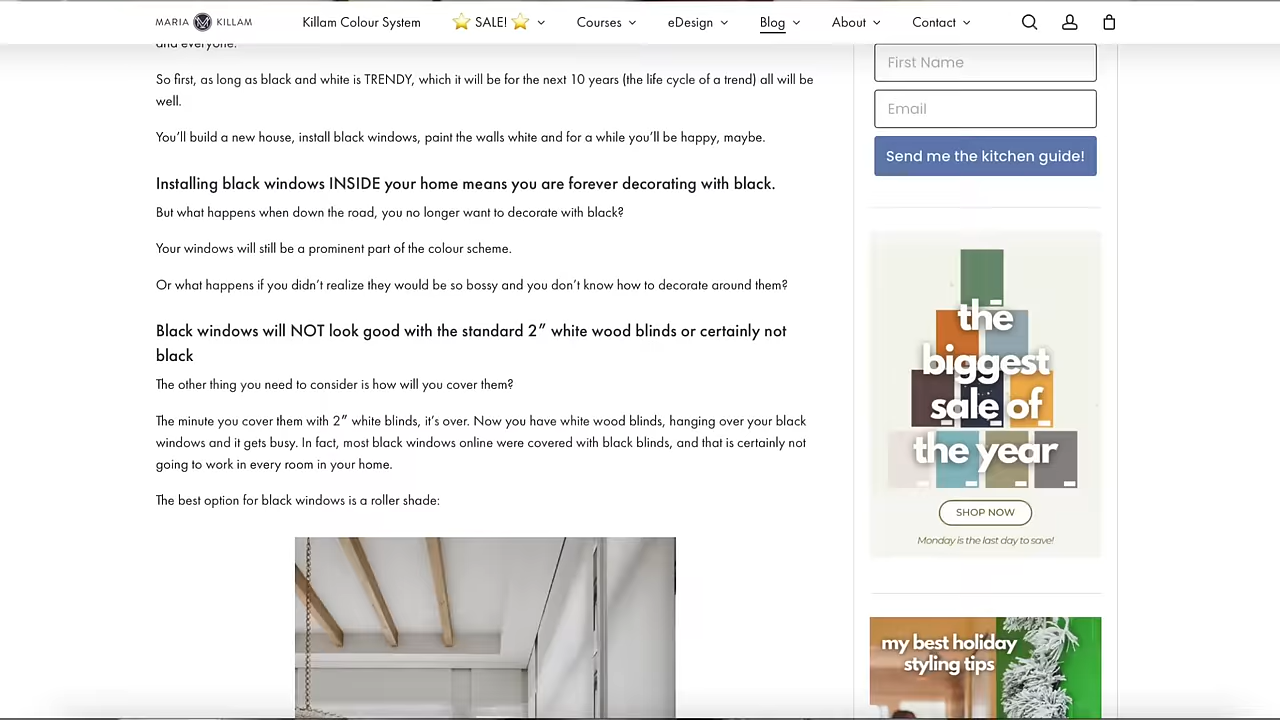 MARIA KILLAM
Killam Colour System
SALE!
Courses
eDesign
Blog
About
Contact
and everyone.
So first, as long as black and white is TRENDY, which it will be for the next 10 years (the life cycle of a trend) all will be
well.
You’ll build a new house, install black windows, paint the walls white and for a while you’ll be happy, maybe.
Installing black windows INSIDE your home means you are forever decorating with black.
But what happens when down the road, you no longer want to decorate with black?
Your windows will still be a prominent part of the colour scheme.
Or what happens if you didn’t realize they would be so bossy and you don’t know how to decorate around them?
Black windows will NOT look good with the standard 2″ white wood blinds or certainly not
black
The other thing you need to consider is how will you cover them?
The minute you cover them with 2″ white blinds, it’s over. Now you have white wood blinds, hanging over your black
windows and it gets busy. In fact, most black windows online were covered with black blinds, and that is certainly not
going to work in every room in your home.
The best option for black windows is a roller shade:
First Name
Email
Send me the kitchen guide!
the
biggest
sale of
the year
SHOP NOW
Monday is the last day to save!
my best holiday
styling tips